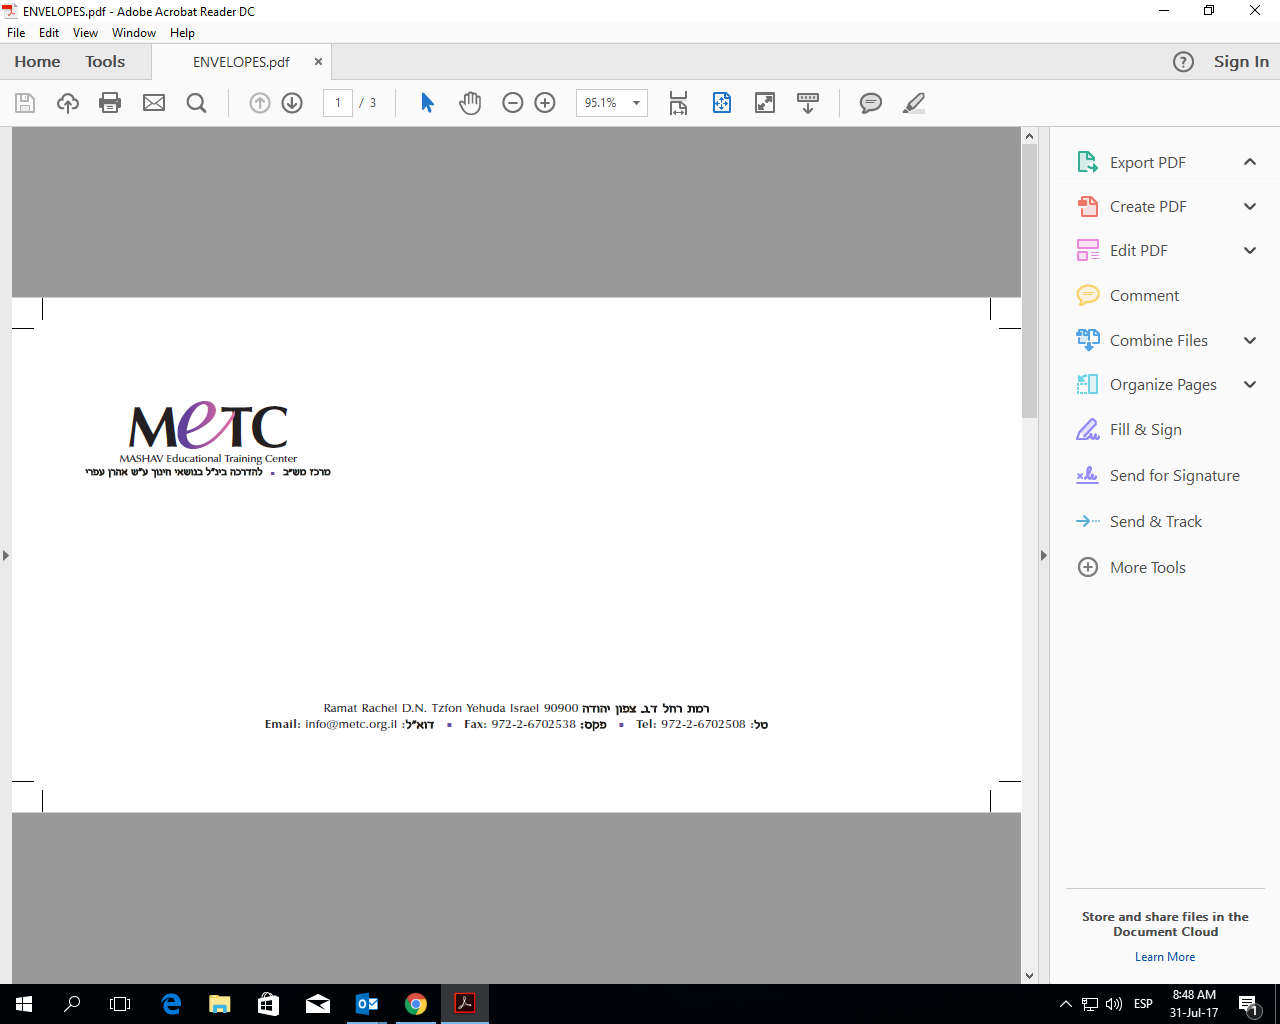 ENVELOPES.pdf - Adobe Acrobat Reader DC
File Edit View Window Help
Home Tools ENVELOPES.pdf × Sign In
1 / 3 95.1%
METC
MASHAV Educational Training Center
מרכז מש״ב ▪ להדרכה בינ״ל בנושאי חינוך ע״ש אהרן עפרי
Ramat Rachel D.N. Tzfon Yehuda Israel 90900 רמת רחל ד.נ. צפון יהודה
Email: info@metc.org.il :דוא״ל ▪ Fax: 972-2-6702538 :פקס ▪ Tel: 972-2-6702508 :טל
Export PDF
Create PDF
Edit PDF
Comment
Combine Files
Organize Pages
Fill & Sign
Send for Signature
Send & Track
More Tools
Store and share files in the
Document Cloud
Learn More
ESP
8:48 AM
31-Jul-17
1